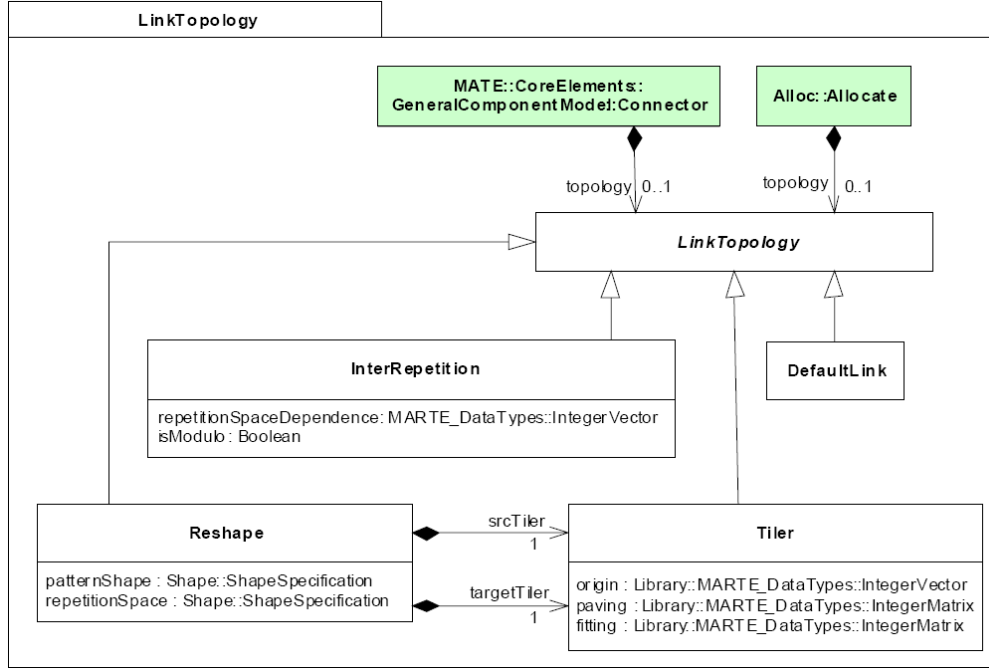 LinkTopology
MATE::CoreElements::
GeneralComponentModel::Connector
Alloc::Allocate
topology 0..1
topology 0..1
LinkTopology
InterRepetition
repetitionSpaceDependence: MARTE_DataTypes::IntegerVector
isModulo : Boolean
DefaultLink
Reshape
patternShape : Shape::ShapeSpecification
repetitionSpace : Shape::ShapeSpecification
srcTiler
1
targetTiler
1
Tiler
origin : Library::MARTE_DataTypes::IntegerVector
paving : Library::MARTE_DataTypes::IntegerMatrix
fitting : Library::MARTE_DataTypes::IntegerMatrix